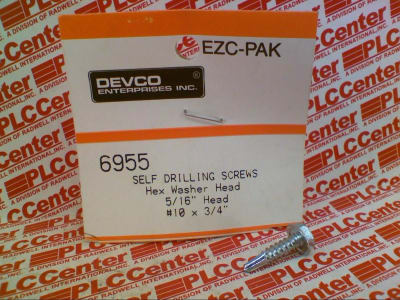 EZC-PAK
DEVCO ®
ENTERPRISES INC.
6955
SELF DRILLING SCREWS
Hex Washer Head
5/16" Head
#10 x 3/4"
PLCCenter
A DIVISION OF RADWELL INTERNATIONAL, INC.